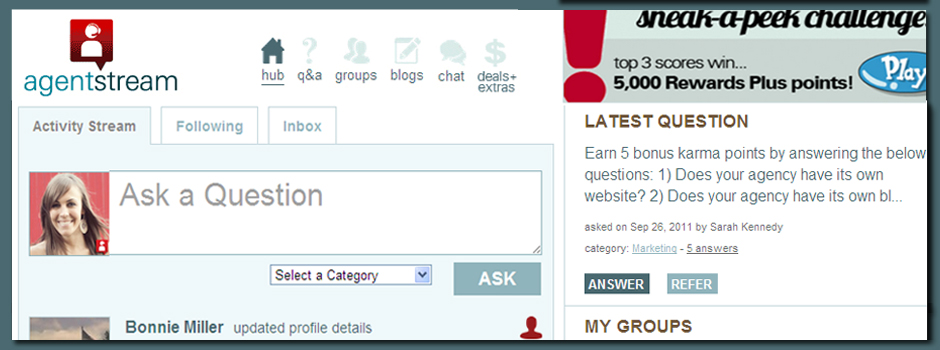 agentstream
hub
q&a
groups
blogs
chat
deals+
extras
sneak-a-peek challenge!
top 3 scores win...
5,000 Rewards Plus points!
Play
Activity Stream
Following
Inbox
Ask a Question
Select a Category
ASK
Bonnie Miller updated profile details
LATEST QUESTION
Earn 5 bonus karma points by answering the below
questions: 1) Does your agency have its own
website? 2) Does your agency have its own bl...
asked on Sep 26, 2011 by Sarah Kennedy
category: Marketing - 5 answers
ANSWER
REFER
MY GROUPS